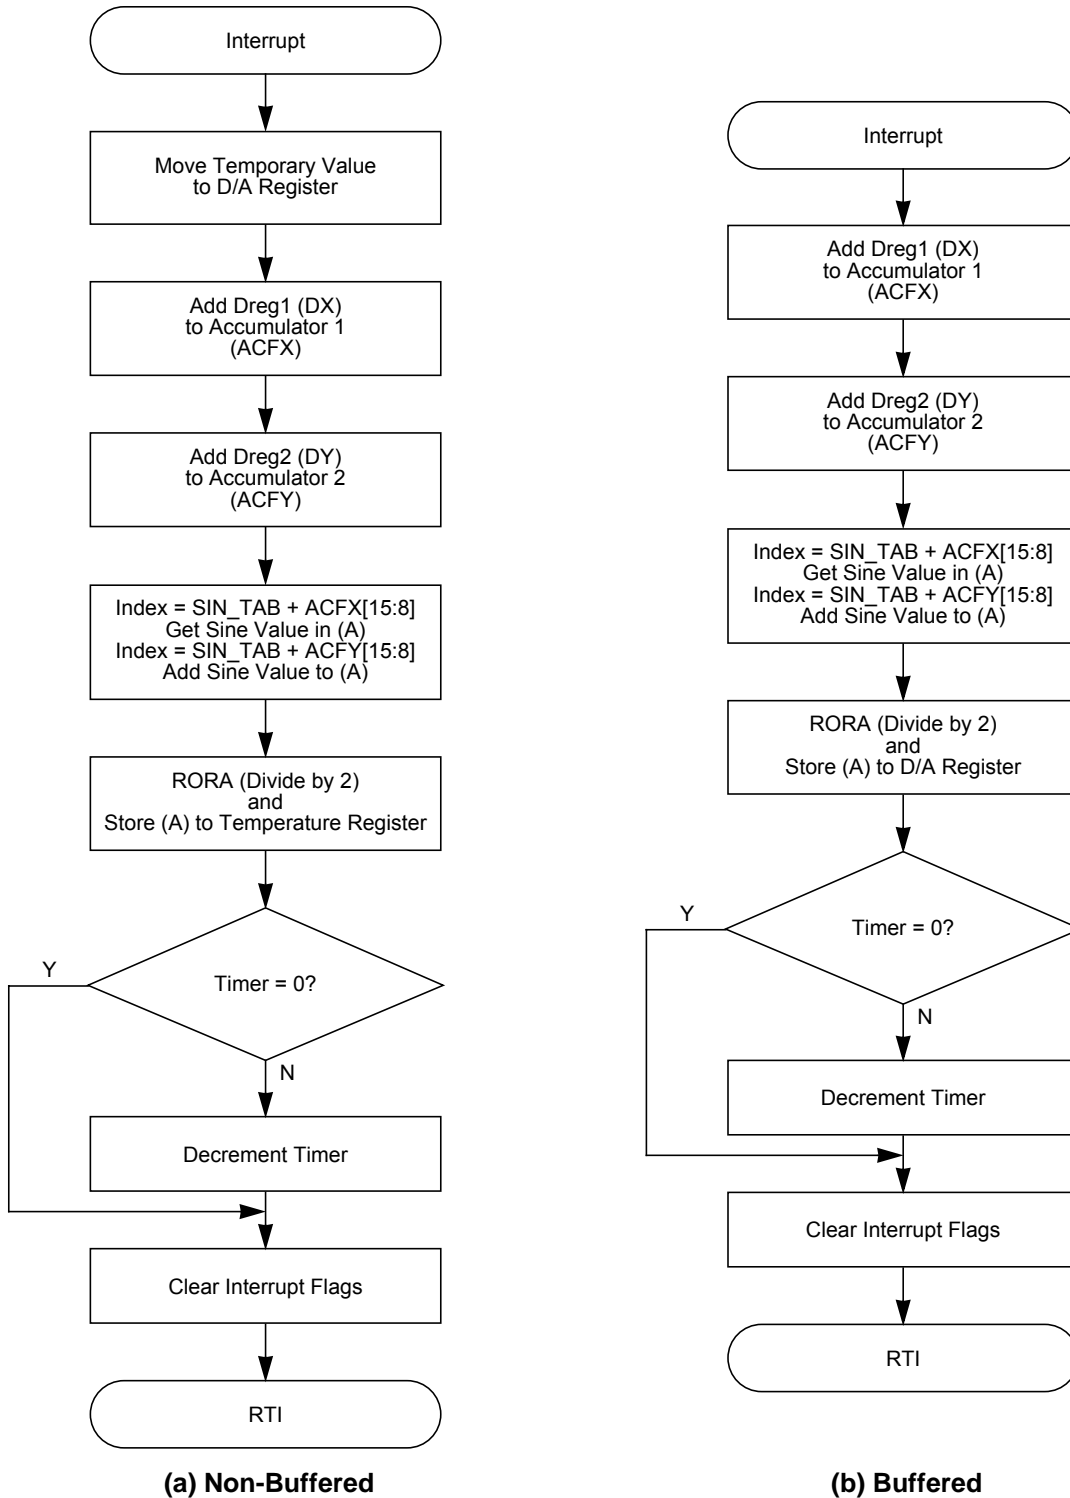 Interrupt
Move Temporary Value
to D/A Register
Add Dreg1 (DX)
to Accumulator 1
(ACFX)
Add Dreg2 (DY)
to Accumulator 2
(ACFY)
Index = SIN_TAB + ACFX[15:8]
Get Sine Value in (A)
Index = SIN_TAB + ACFY[15:8]
Add Sine Value to (A)
RORA (Divide by 2)
and
Store (A) to Temperature Register
Timer = 0?
Y
N
Decrement Timer
Clear Interrupt Flags
RTI
(a) Non-Buffered
Interrupt
Add Dreg1 (DX)
to Accumulator 1
(ACFX)
Add Dreg2 (DY)
to Accumulator 2
(ACFY)
Index = SIN_TAB + ACFX[15:8]
Get Sine Value in (A)
Index = SIN_TAB + ACFY[15:8]
Add Sine Value to (A)
RORA (Divide by 2)
and
Store (A) to D/A Register
Timer = 0?
Y
N
Decrement Timer
Clear Interrupt Flags
RTI
(b) Buffered